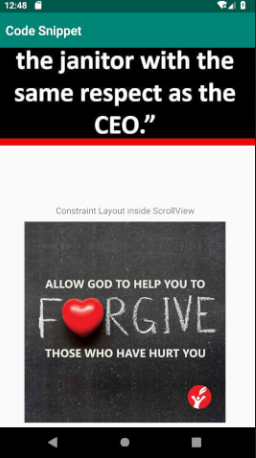 12:48
Code Snippet
the janitor with the
same respect as the
CEO.”
Constraint Layout inside ScrollView
ALLOW GOD TO HELP YOU TO
FORGIVE
THOSE WHO HAVE HURT YOU